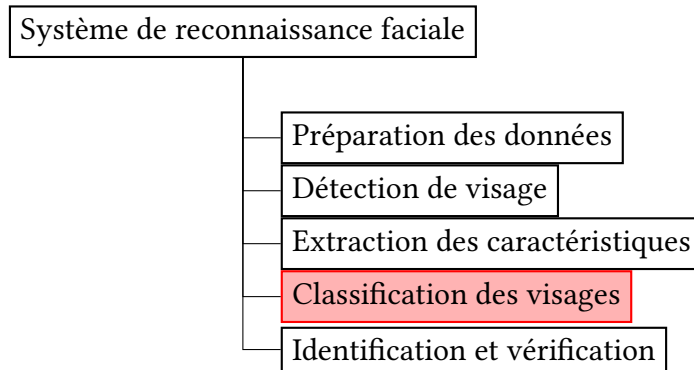 Système de reconnaissance faciale
Préparation des données
Détection de visage
Extraction des caractéristiques
Classification des visages
Identification et vérification